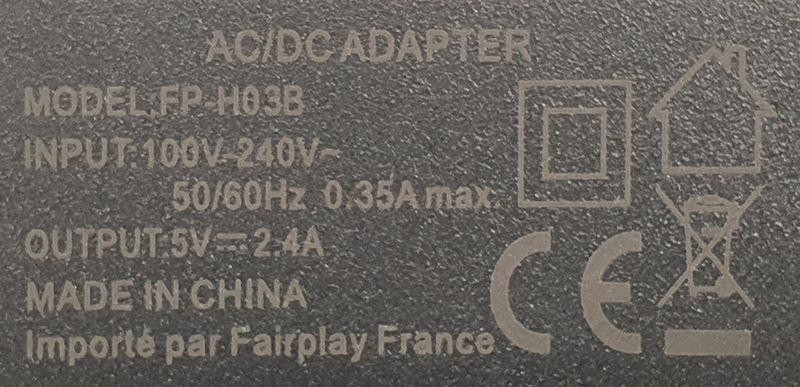 AC/DC ADAPTER
MODEL:FP-H03B
INPUT:100V-240V~
50/60Hz 0.35A max.
OUTPUT:5V⎓2.4A
MADE IN CHINA
Importé par Fairplay France
CE